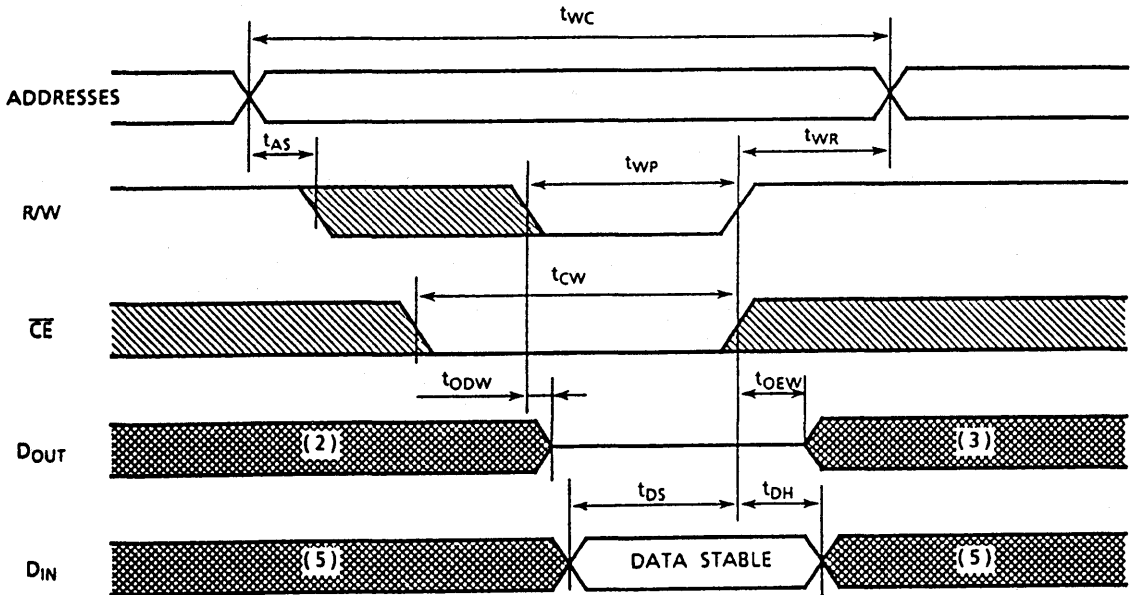 tWC
ADDRESSES
tAS
tWR
tWP
R/W
tCW
CE
tODW
tOEW
DOUT
(2)
(3)
tDS
tDH
DIN
(5)
DATA STABLE
(5)